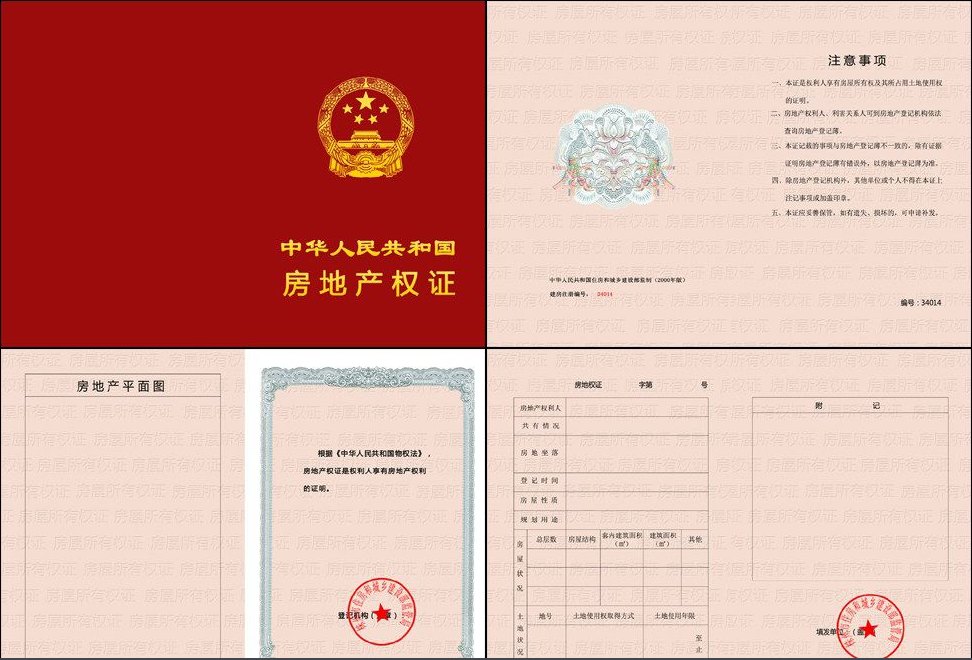 中华人民共和国
房地产权证
注意事项
一、本证是权利人享有房屋所有权及其所占用土地使用权
的证明。
二、房地产权利人、利害关系人可到房地产登记机构依法
查询房地产登记簿。
三、本证记载的事项与房地产登记薄不一致的，除有证据
证明房地产登记薄有错误外，以房地产登记薄为准。
四、除房地产登记机构外，其他单位或个人不得在本证上
注记事项或加盖印章。
五、本证应妥善保管，如有遗失、损坏的，可申请补发。
中华人民共和国住房和城乡建设部监制（2000年版）
建房注册编号： 34014
编号：34014
房地产平面图
根据《中华人民共和国物权法》，
房地产权证是权利人享有房地产权利
的证明。
登记机构（
房地权证 字第 号
房地产权利人
共有情况
房地坐落
登记时间
房屋性质
规划用途
房屋状况
总层数 房屋结构 套内建筑面积（㎡） 建筑面积（㎡） 其他
土地状况
地号 土地使用权取得方式 土地使用年限
至
止
附 记
填发单